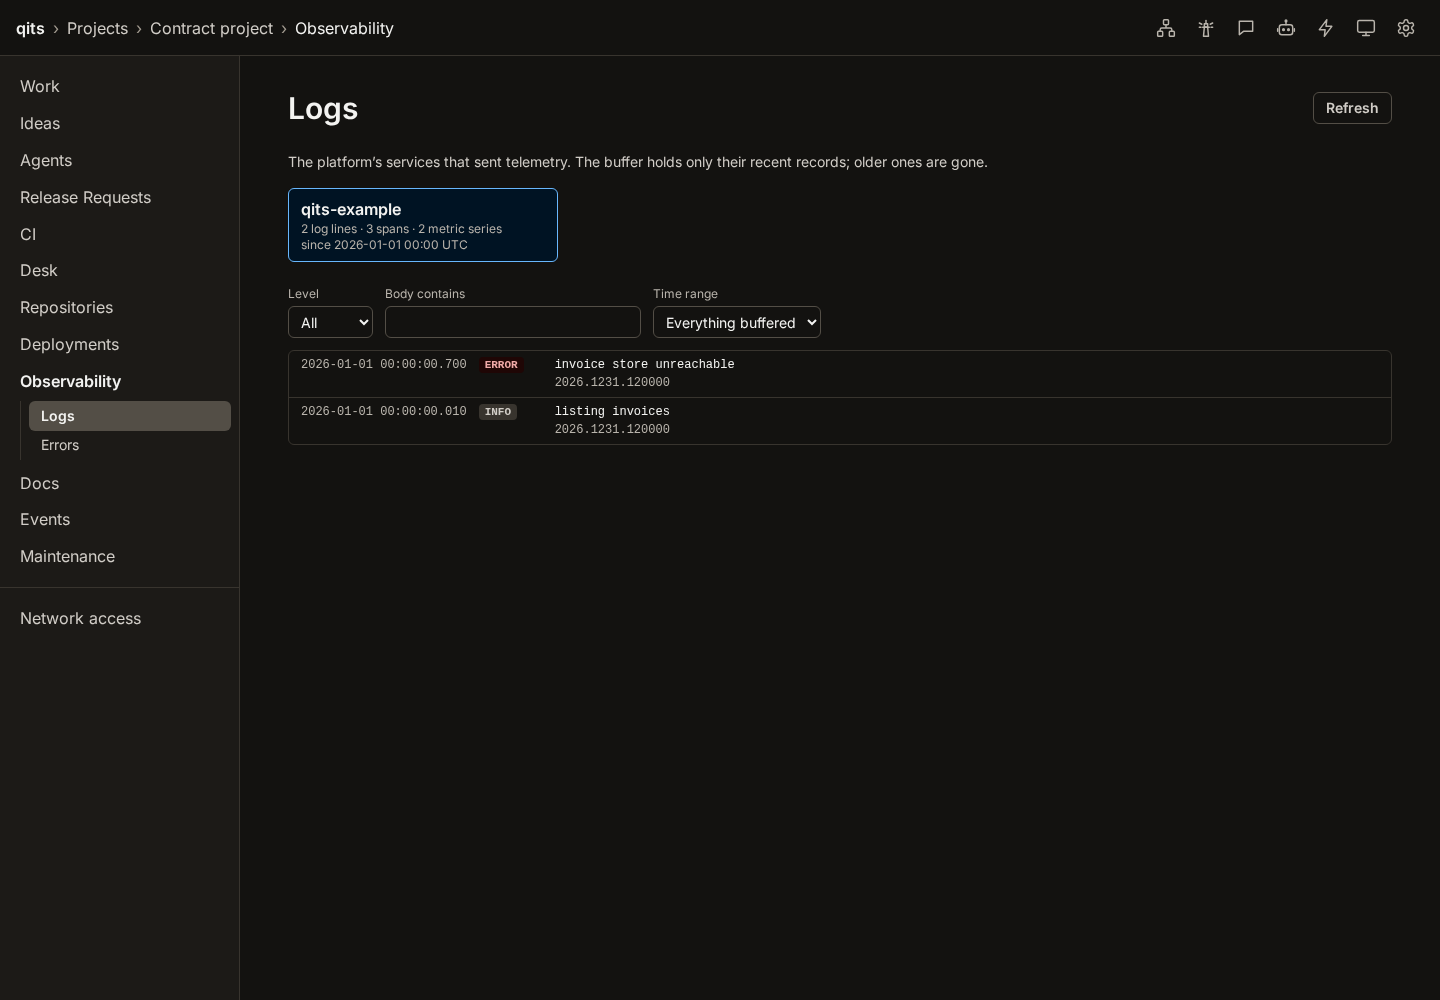 qits › Projects › Contract project › Observability
Work
Ideas
Agents
Release Requests
CI
Desk
Repositories
Deployments
Observability
Logs
Errors
Docs
Events
Maintenance
Network access
Logs
Refresh
The platform’s services that sent telemetry. The buffer holds only their recent records; older ones are gone.
qits-example
2 log lines · 3 spans · 2 metric series
since 2026-01-01 00:00 UTC
Level
Body contains
Time range
All
Everything buffered
2026-01-01 00:00:00.700 ERROR invoice store unreachable
2026.1231.120000
2026-01-01 00:00:00.010 INFO listing invoices
2026.1231.120000